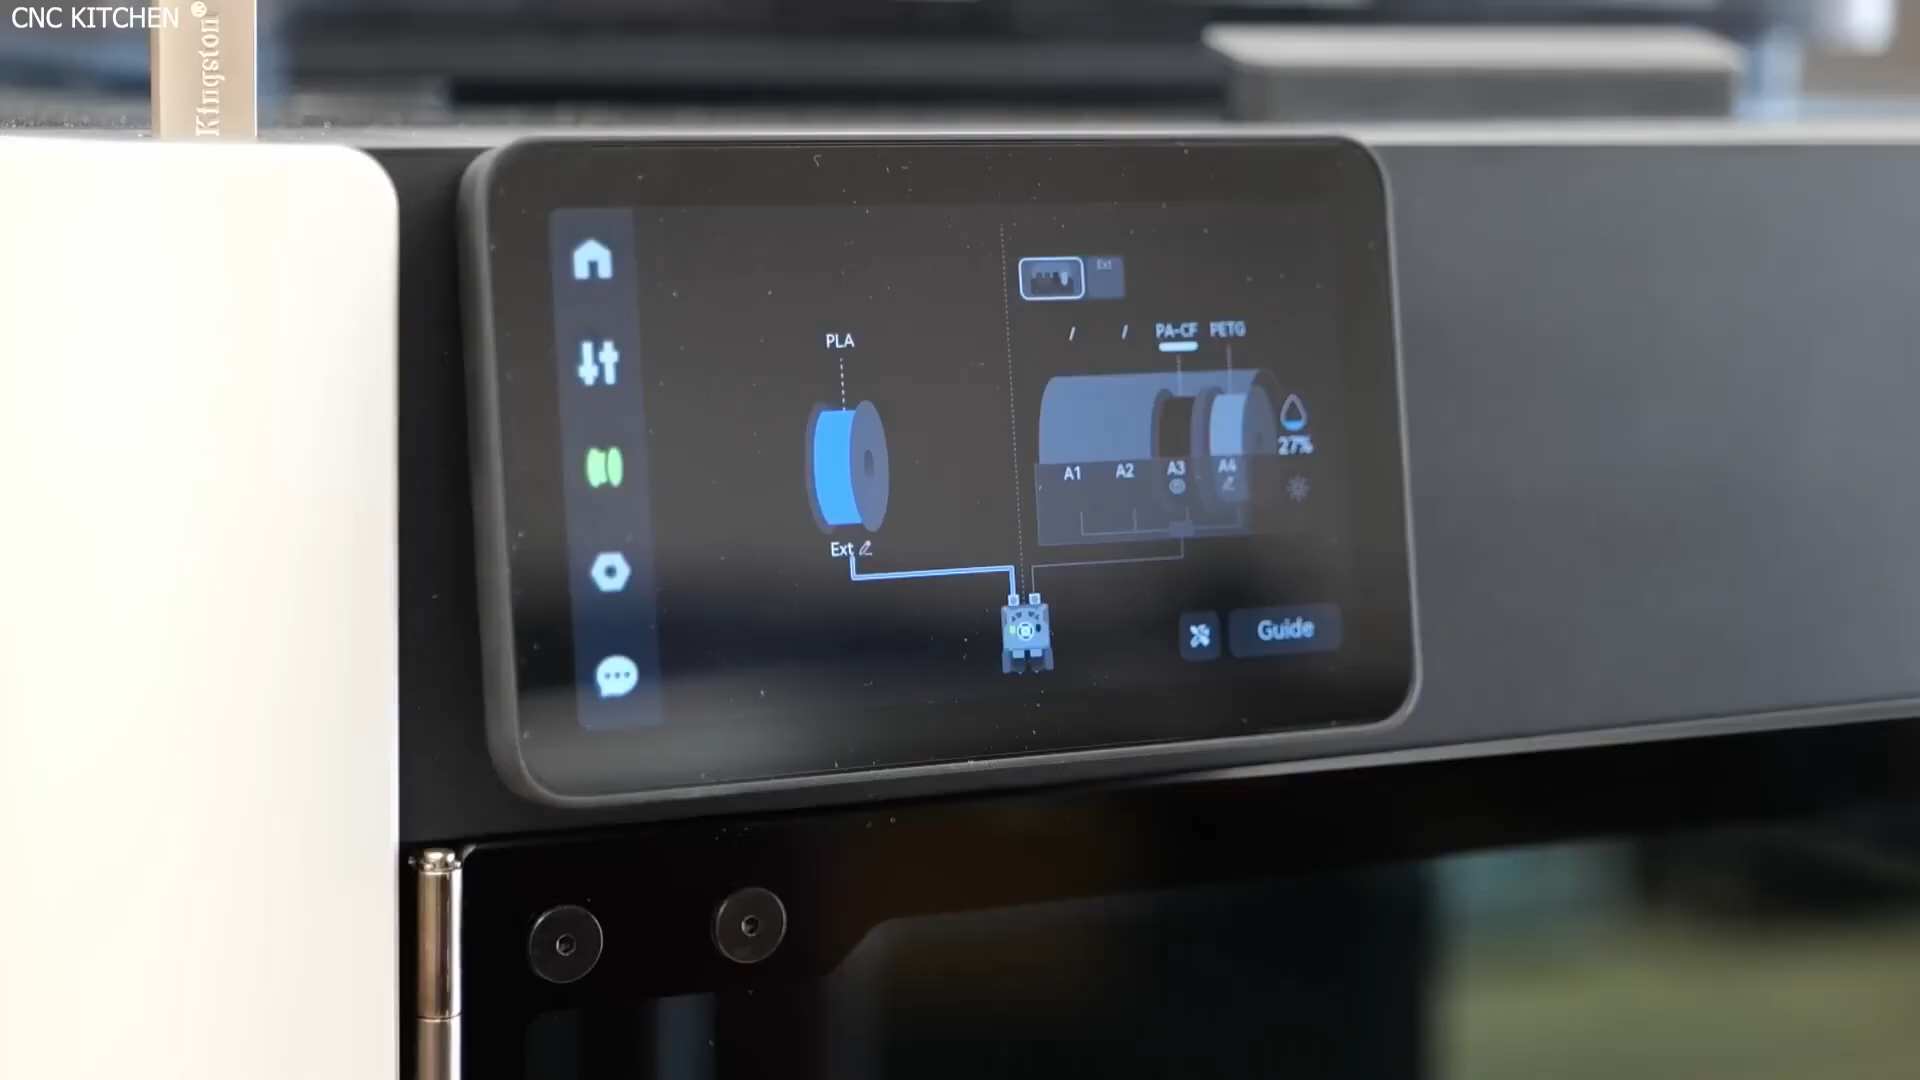 CNC KITCHEN
Kingston®
Ext
/ / PA-CF PETG
PLA
27%
A1 A2 A3 A4
Ext
Guide